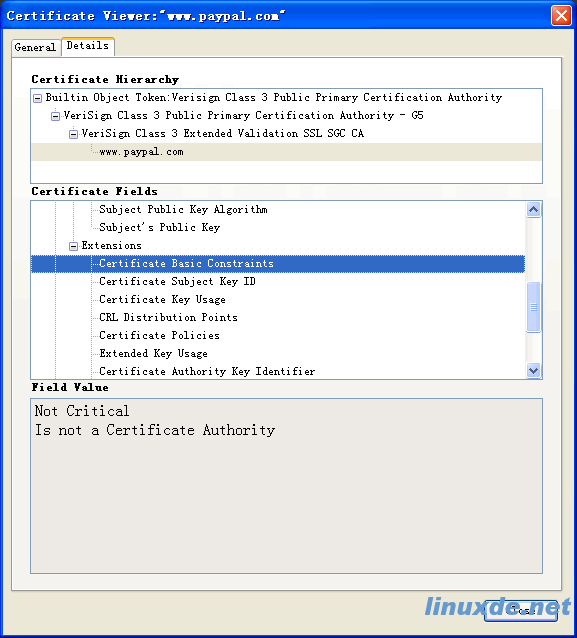 Certificate Viewer:"www.paypal.com"
General
Details
Certificate Hierarchy
Builtin Object Token:Verisign Class 3 Public Primary Certification Authority
VeriSign Class 3 Public Primary Certification Authority - G5
VeriSign Class 3 Extended Validation SSL SGC CA
www.paypal.com
Certificate Fields
Subject Public Key Algorithm
Subject's Public Key
Extensions
Certificate Basic Constraints
Certificate Subject Key ID
Certificate Key Usage
CRL Distribution Points
Certificate Policies
Extended Key Usage
Certificate Authority Key Identifier
Field Value
Not Critical
Is not a Certificate Authority
linuxde.net